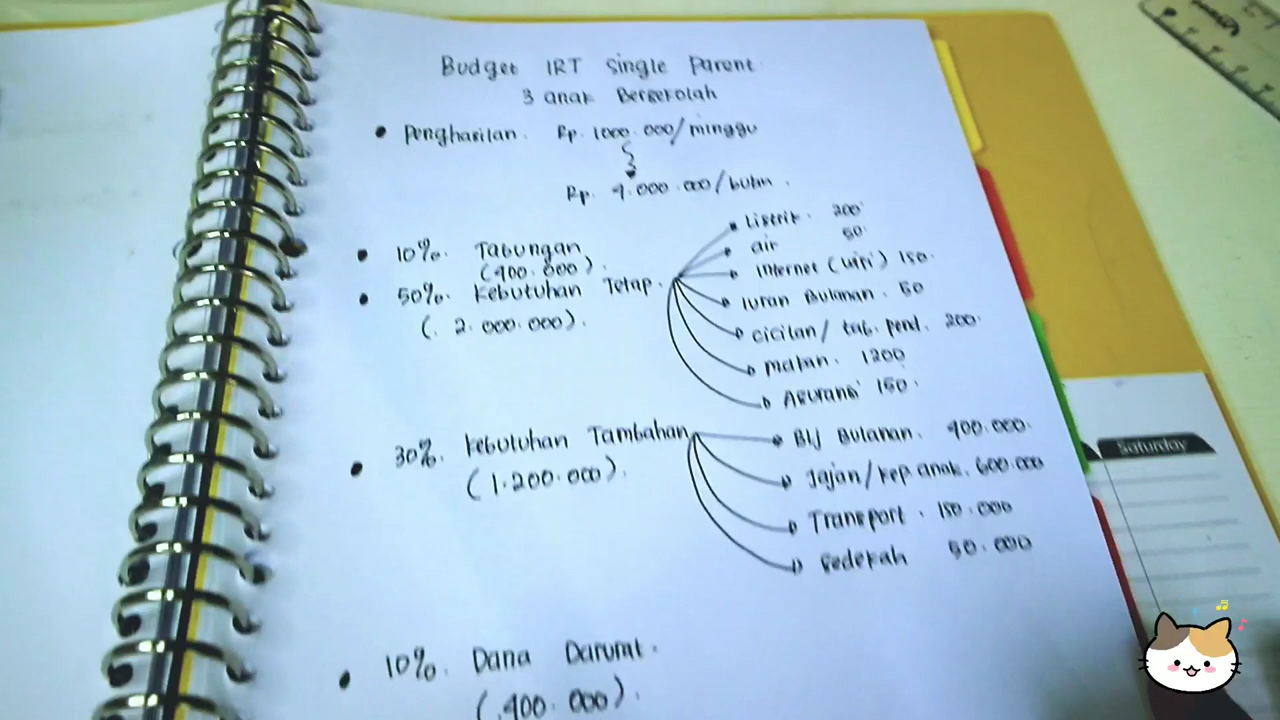 Budget IRT Single Parent
3 anak Bersekolah
• Penghasilan. Rp. 1000.000/minggu
Rp. 4.000.000/bulan.
• 10%. Tabungan
(400.000).
• 50%. Kebutuhan Tetap.
(. 2.000.000).
Listrik. 200
air 50
Internet (wifi) 150.
Iuran Bulanan. 50
cicilan/ tab. pend. 200.
Makan. 1200
Asuransi 150.
• 30%. Kebutuhan Tambahan
(1.200.000).
Blj Bulanan. 400.000.
Jajan/kep anak. 600.000
Transport. 150.000
Sedekah 50.000
• 10%. Dana Darurat.
(.400.000).
Saturday